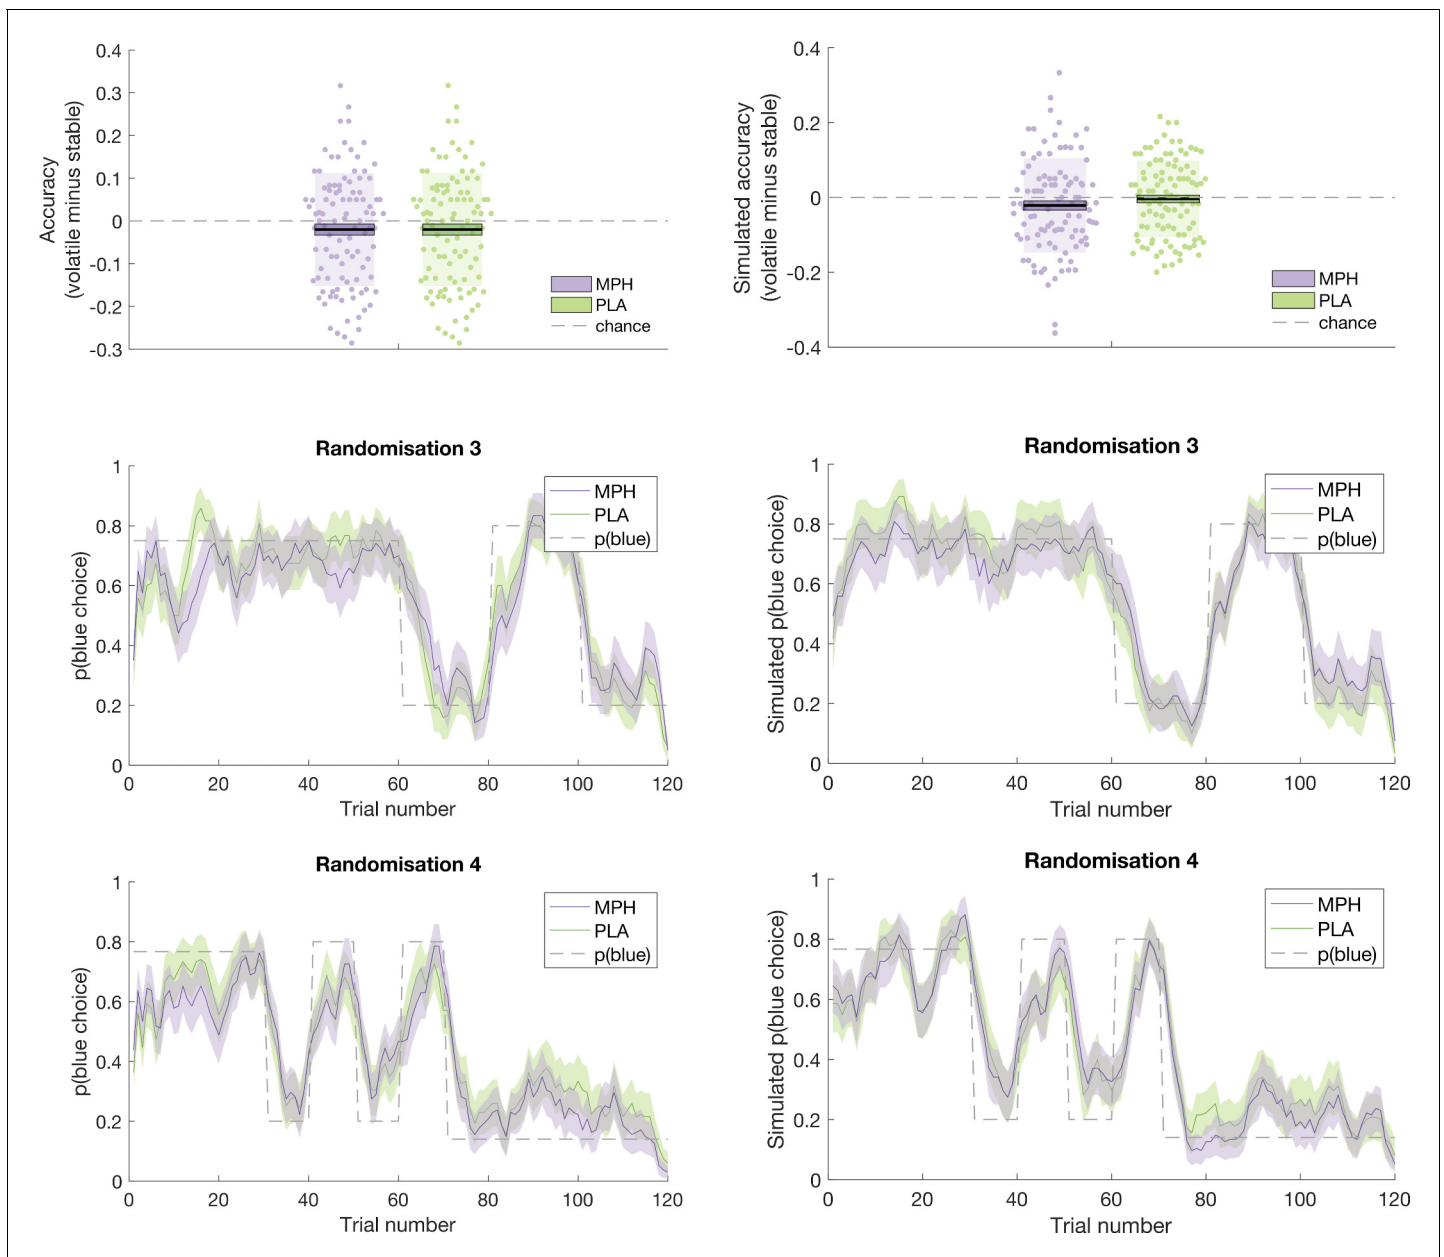 0.4
0.3
0.2
0.1
0
-0.1
-0.2
-0.3
Accuracy
(volatile minus stable)
MPH
PLA
chance
0.4
0.2
0
-0.2
-0.4
Simulated accuracy
(volatile minus stable)
MPH
PLA
chance
Randomisation 3
1
0.8
0.6
0.4
0.2
0
p(blue choice)
MPH
PLA
p(blue)
0 20 40 60 80 100 120
Trial number
Randomisation 3
1
0.8
0.6
0.4
0.2
0
Simulated p(blue choice)
MPH
PLA
p(blue)
0 20 40 60 80 100 120
Trial number
Randomisation 4
1
0.8
0.6
0.4
0.2
0
p(blue choice)
MPH
PLA
p(blue)
0 20 40 60 80 100 120
Trial number
Randomisation 4
1
0.8
0.6
0.4
0.2
0
Simulated p(blue choice)
MPH
PLA
p(blue)
0 20 40 60 80 100 120
Trial number